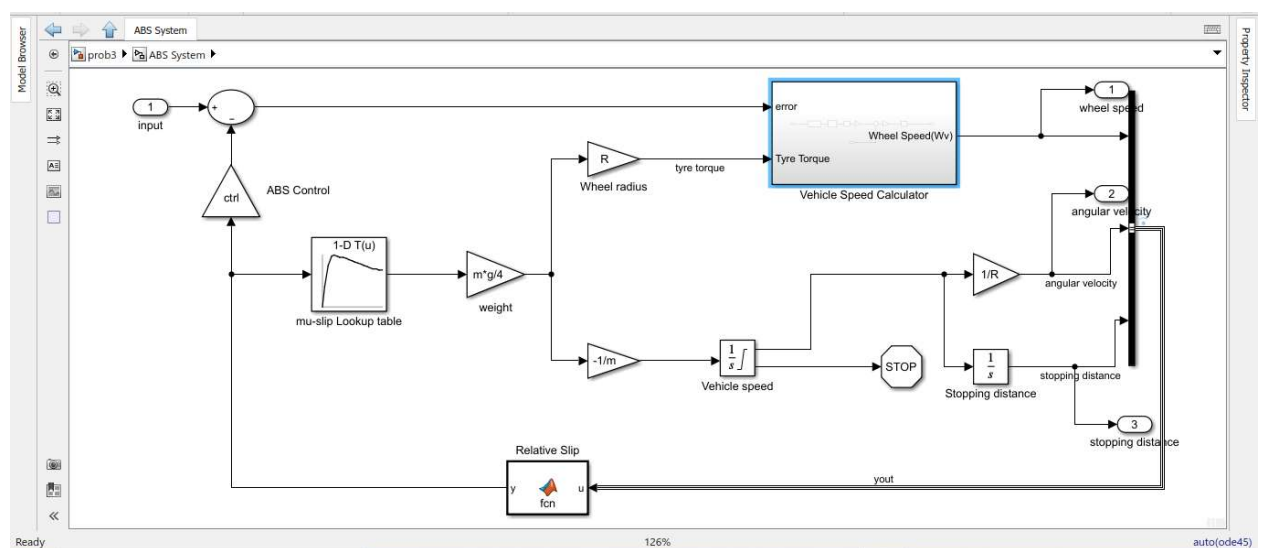 ABS System
Model Browser
Property Inspector
prob3 ABS System
1
input
+
−
ctrl
ABS Control
error
Tyre Torque
Wheel Speed(Wv)
Vehicle Speed Calculator
R
Wheel radius
tyre torque
1
wheel speed
2
angular velocity
1-D T(u)
mu-slip Lookup table
m*g/4
weight
1/R
angular velocity
-1/m
1
s
Vehicle speed
STOP
1
s
Stopping distance
stopping distance
3
stopping distance
Relative Slip
y
fcn
u
yout
Ready
126%
auto(ode45)